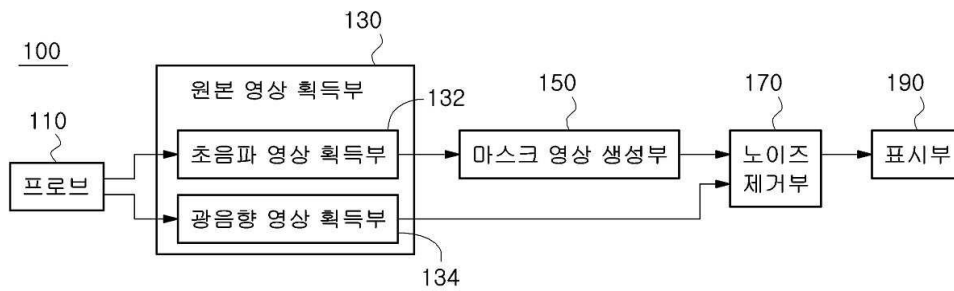 100
130
원본 영상 획득부
110
132
150
170
190
프로브
초음파 영상 획득부
마스크 영상 생성부
노이즈
제거부
표시부
광음향 영상 획득부
134